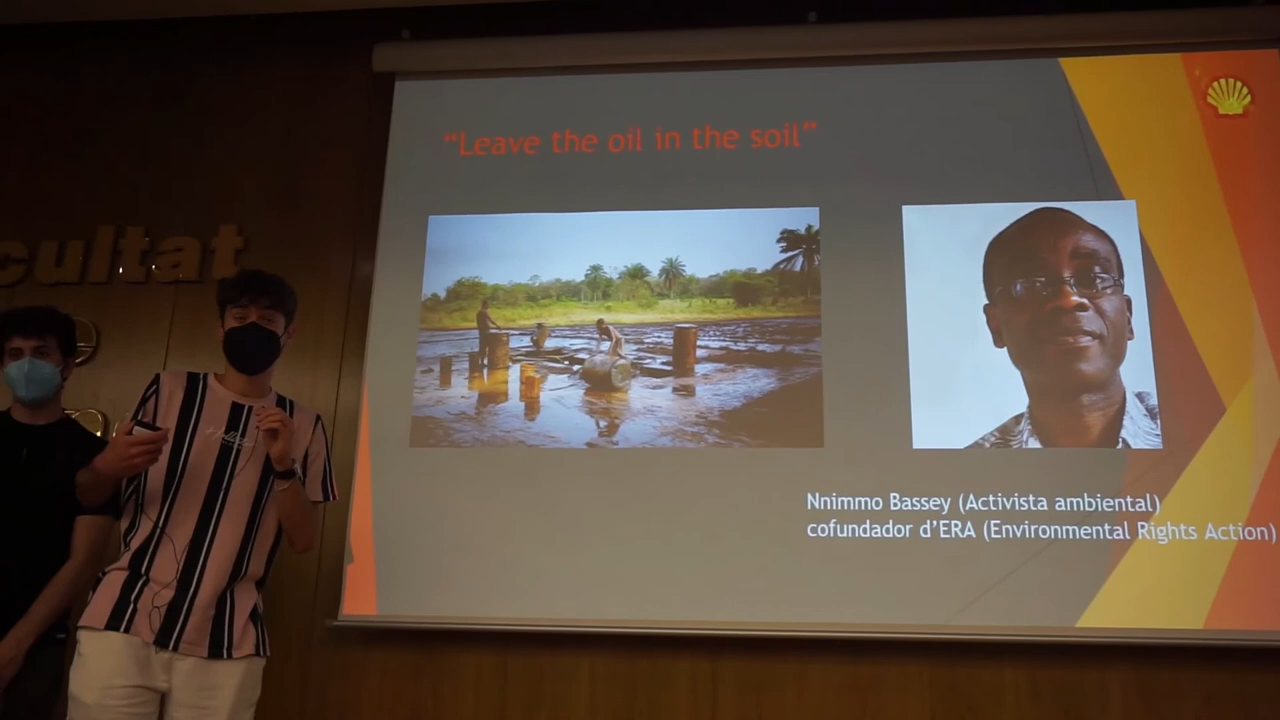 “Leave the oil in the soil”
cultat
Nnimmo Bassey (Activista ambiental)
cofundador d’ERA (Environmental Rights Action)